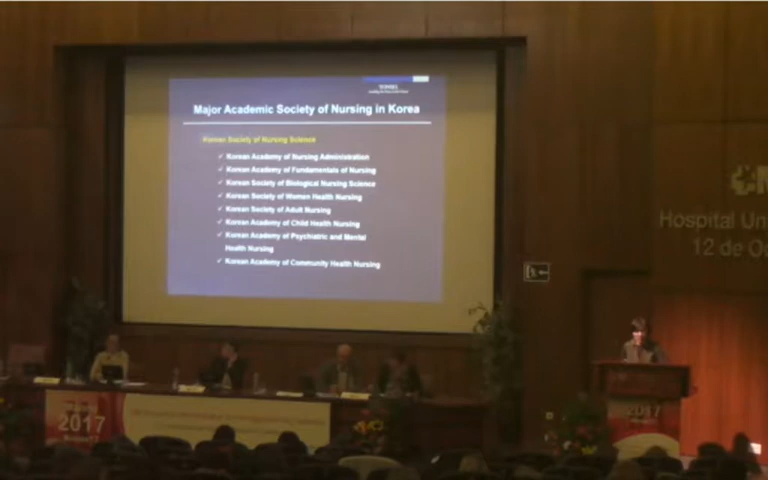 YONSEI
Major Academic Society of Nursing in Korea
Korean Society of Nursing Science
✓ Korean Academy of Nursing Administration
✓ Korean Academy of Fundamentals of Nursing
✓ Korean Society of Biological Nursing Science
✓ Korean Society of Women Health Nursing
✓ Korean Society of Adult Nursing
✓ Korean Academy of Child Health Nursing
✓ Korean Academy of Psychiatric and Mental
Health Nursing
✓ Korean Academy of Community Health Nursing
Hospital Un
12 de Oc
2017
2017